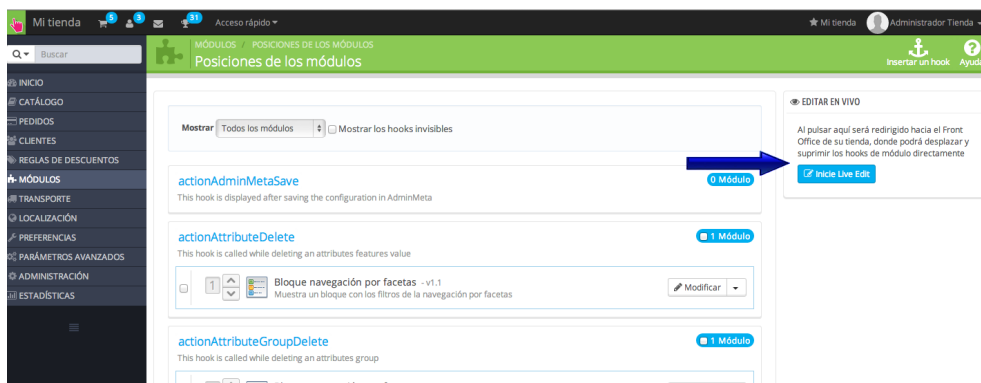 Mi tienda 5 3 31 Acceso rápido Mi tienda Administrador Tienda
Buscar
MÓDULOS / POSICIONES DE LOS MÓDULOS
Posiciones de los módulos
Insertar un hook Ayuda
INICIO
CATÁLOGO
PEDIDOS
CLIENTES
REGLAS DE DESCUENTOS
MÓDULOS
TRANSPORTE
LOCALIZACIÓN
PREFERENCIAS
PARÁMETROS AVANZADOS
ADMINISTRACIÓN
ESTADÍSTICAS
Mostrar Todos los módulos Mostrar los hooks invisibles
actionAdminMetaSave 0 Módulo
This hook is displayed after saving the configuration in AdminMeta
actionAttributeDelete 1 Módulo
This hook is called while deleting an attributes features value
1 Bloque navegación por facetas - v1.1
Muestra un bloque con los filtros de la navegación por facetas
Modificar
actionAttributeGroupDelete 1 Módulo
This hook is called while deleting an attributes group
EDITAR EN VIVO
Al pulsar aquí será redirigido hacia el Front
Office de su tienda, donde podrá desplazar y
suprimir los hooks de módulo directamente
Inicie Live Edit